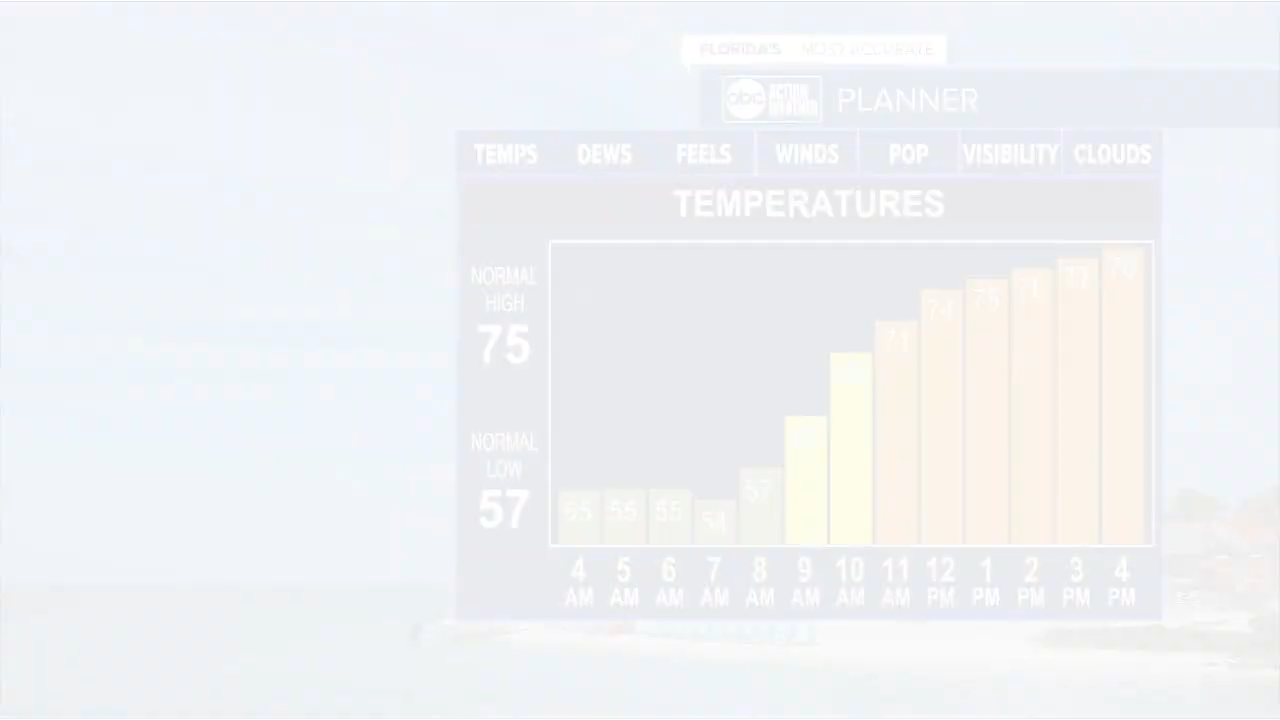 FLORIDA'S MOST ACCURATE
abc ACTION WEATHER PLANNER
TEMPS DEWS FEELS WINDS POP VISIBILITY CLOUDS
TEMPERATURES
NORMAL
HIGH
75
NORMAL
LOW
57
55 55 55 54 57 71 74 75 77
4 5 6 7 8 9 10 11 12 1 2 3 4
AM AM AM AM AM AM AM AM PM PM PM PM PM